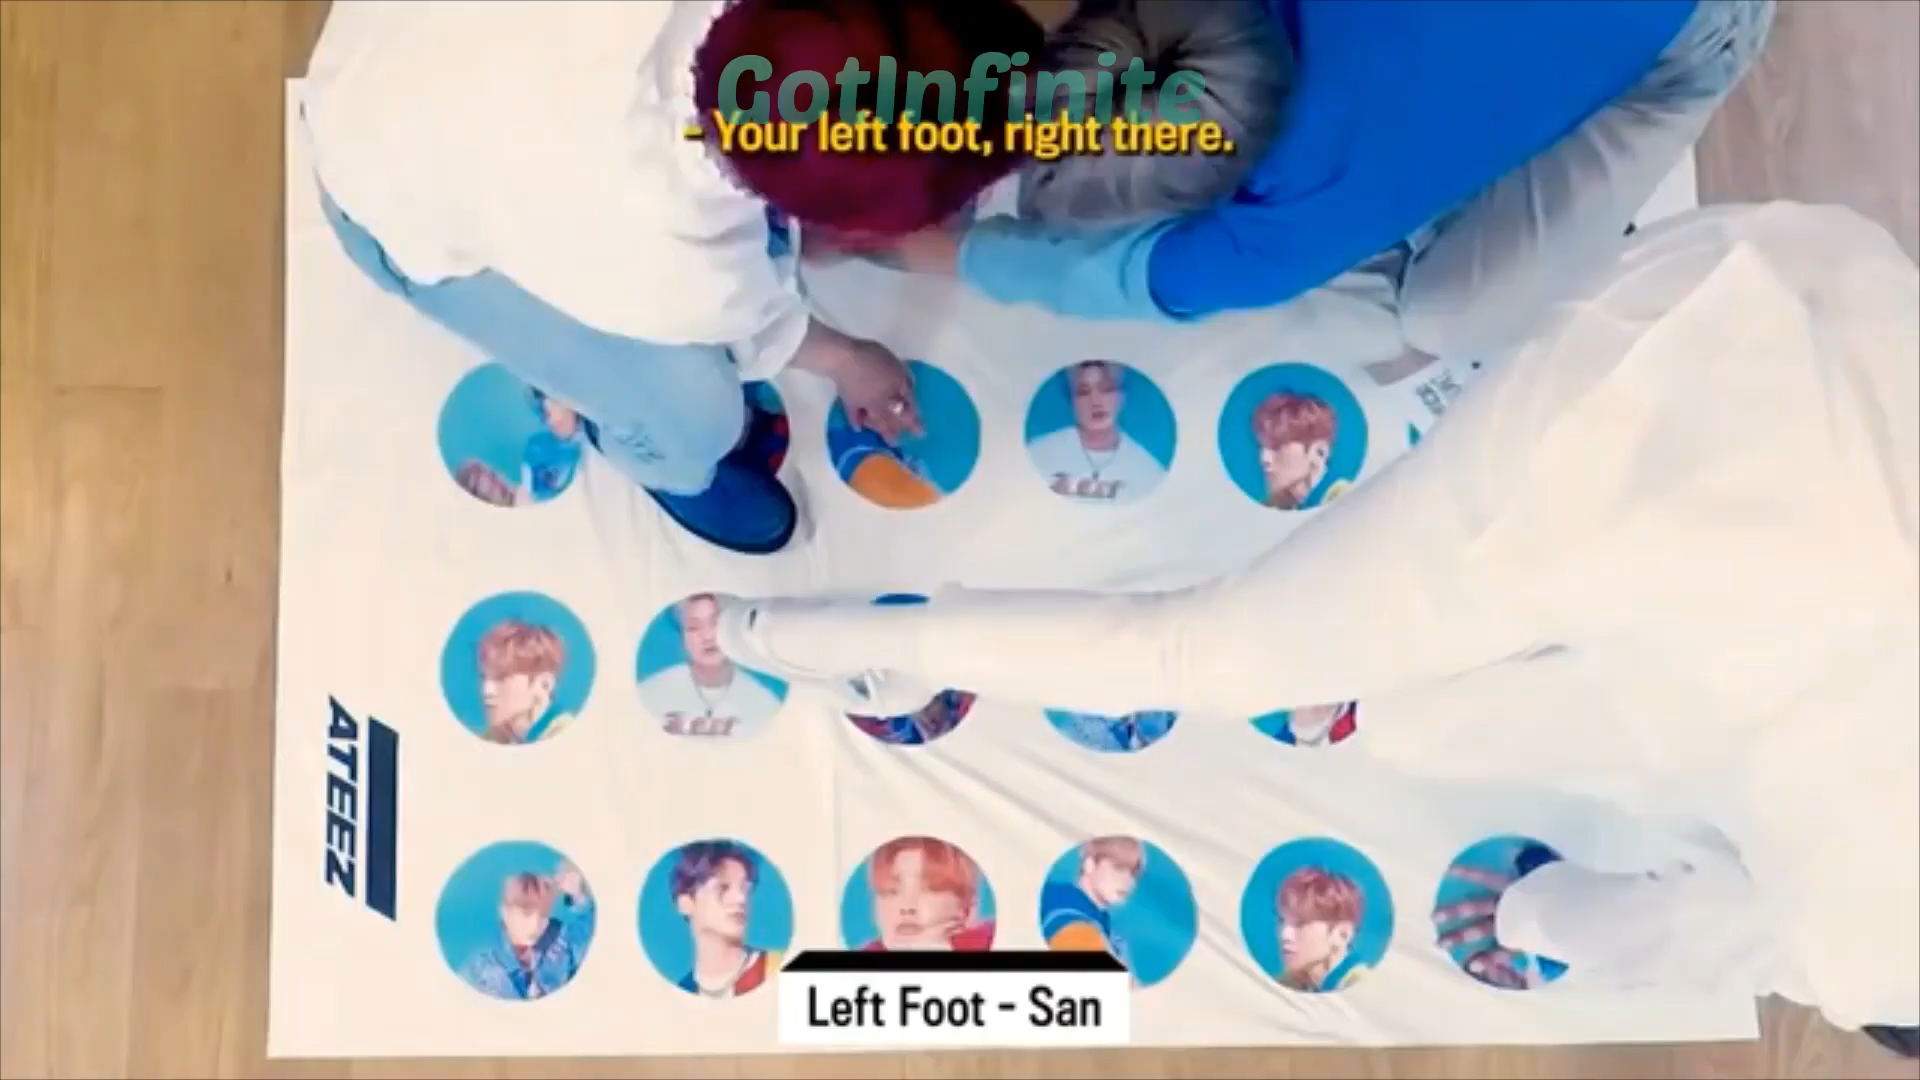 GotInfinite
- Your left foot, right there.
ATEEZ
Left Foot - San